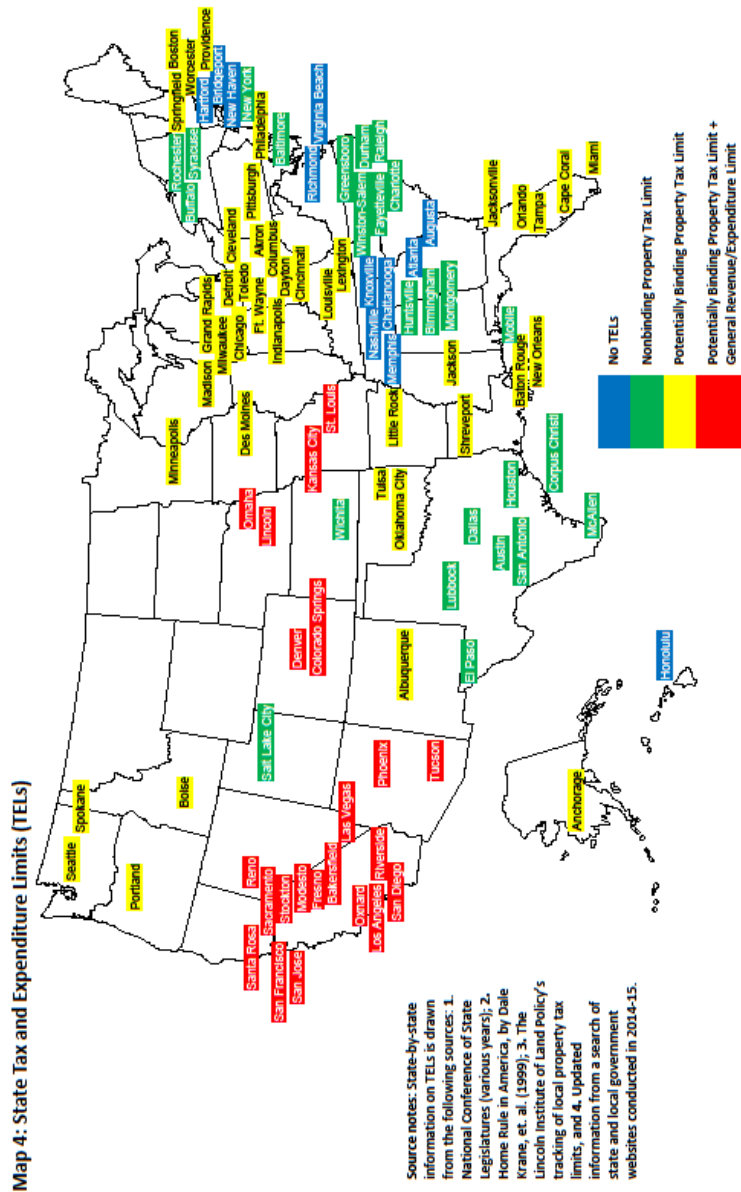 Map 4: State Tax and Expenditure Limits (TELs)
Seattle
Spokane
Portland
Boise
Santa Rosa
Reno
Sacramento
San Francisco
Stockton
San Jose
Modesto
Fresno
Bakersfield
Las Vegas
Oxnard
Los Angeles
Riverside
San Diego
Phoenix
Tucson
Salt Lake City
Denver
Colorado Springs
Albuquerque
El Paso
Lubbock
Dallas
Austin
San Antonio
Houston
Corpus Christi
McAllen
Omaha
Lincoln
Wichita
Kansas City
St. Louis
Tulsa
Oklahoma City
Minneapolis
Des Moines
Little Rock
Shreveport
Jackson
Baton Rouge
New Orleans
Mobile
Madison
Milwaukee
Grand Rapids
Chicago
Detroit
Toledo
Ft. Wayne
Indianapolis
Cleveland
Akron
Columbus
Dayton
Cincinnati
Pittsburgh
Louisville
Lexington
Nashville
Knoxville
Memphis
Chattanooga
Huntsville
Birmingham
Montgomery
Atlanta
Augusta
Winston-Salem
Greensboro
Durham
Raleigh
Fayetteville
Charlotte
Richmond
Virginia Beach
Buffalo
Rochester
Syracuse
Springfield
Boston
Worcester
Providence
Hartford
Bridgeport
New Haven
New York
Philadelphia
Baltimore
Jacksonville
Orlando
Tampa
Cape Coral
Miami
Anchorage
Honolulu
No TELs
Nonbinding Property Tax Limit
Potentially Binding Property Tax Limit
Potentially Binding Property Tax Limit +
General Revenue/Expenditure Limit
Source notes: State-by-state
information on TELs is drawn
from the following sources: 1.
National Conference of State
Legislatures (various years); 2.
Home Rule in America, by Dale
Krane, et. al. (1999); 3. The
Lincoln Institute of Land Policy's
tracking of local property tax
limits, and 4. Updated
information from a search of
state and local government
websites conducted in 2014-15.